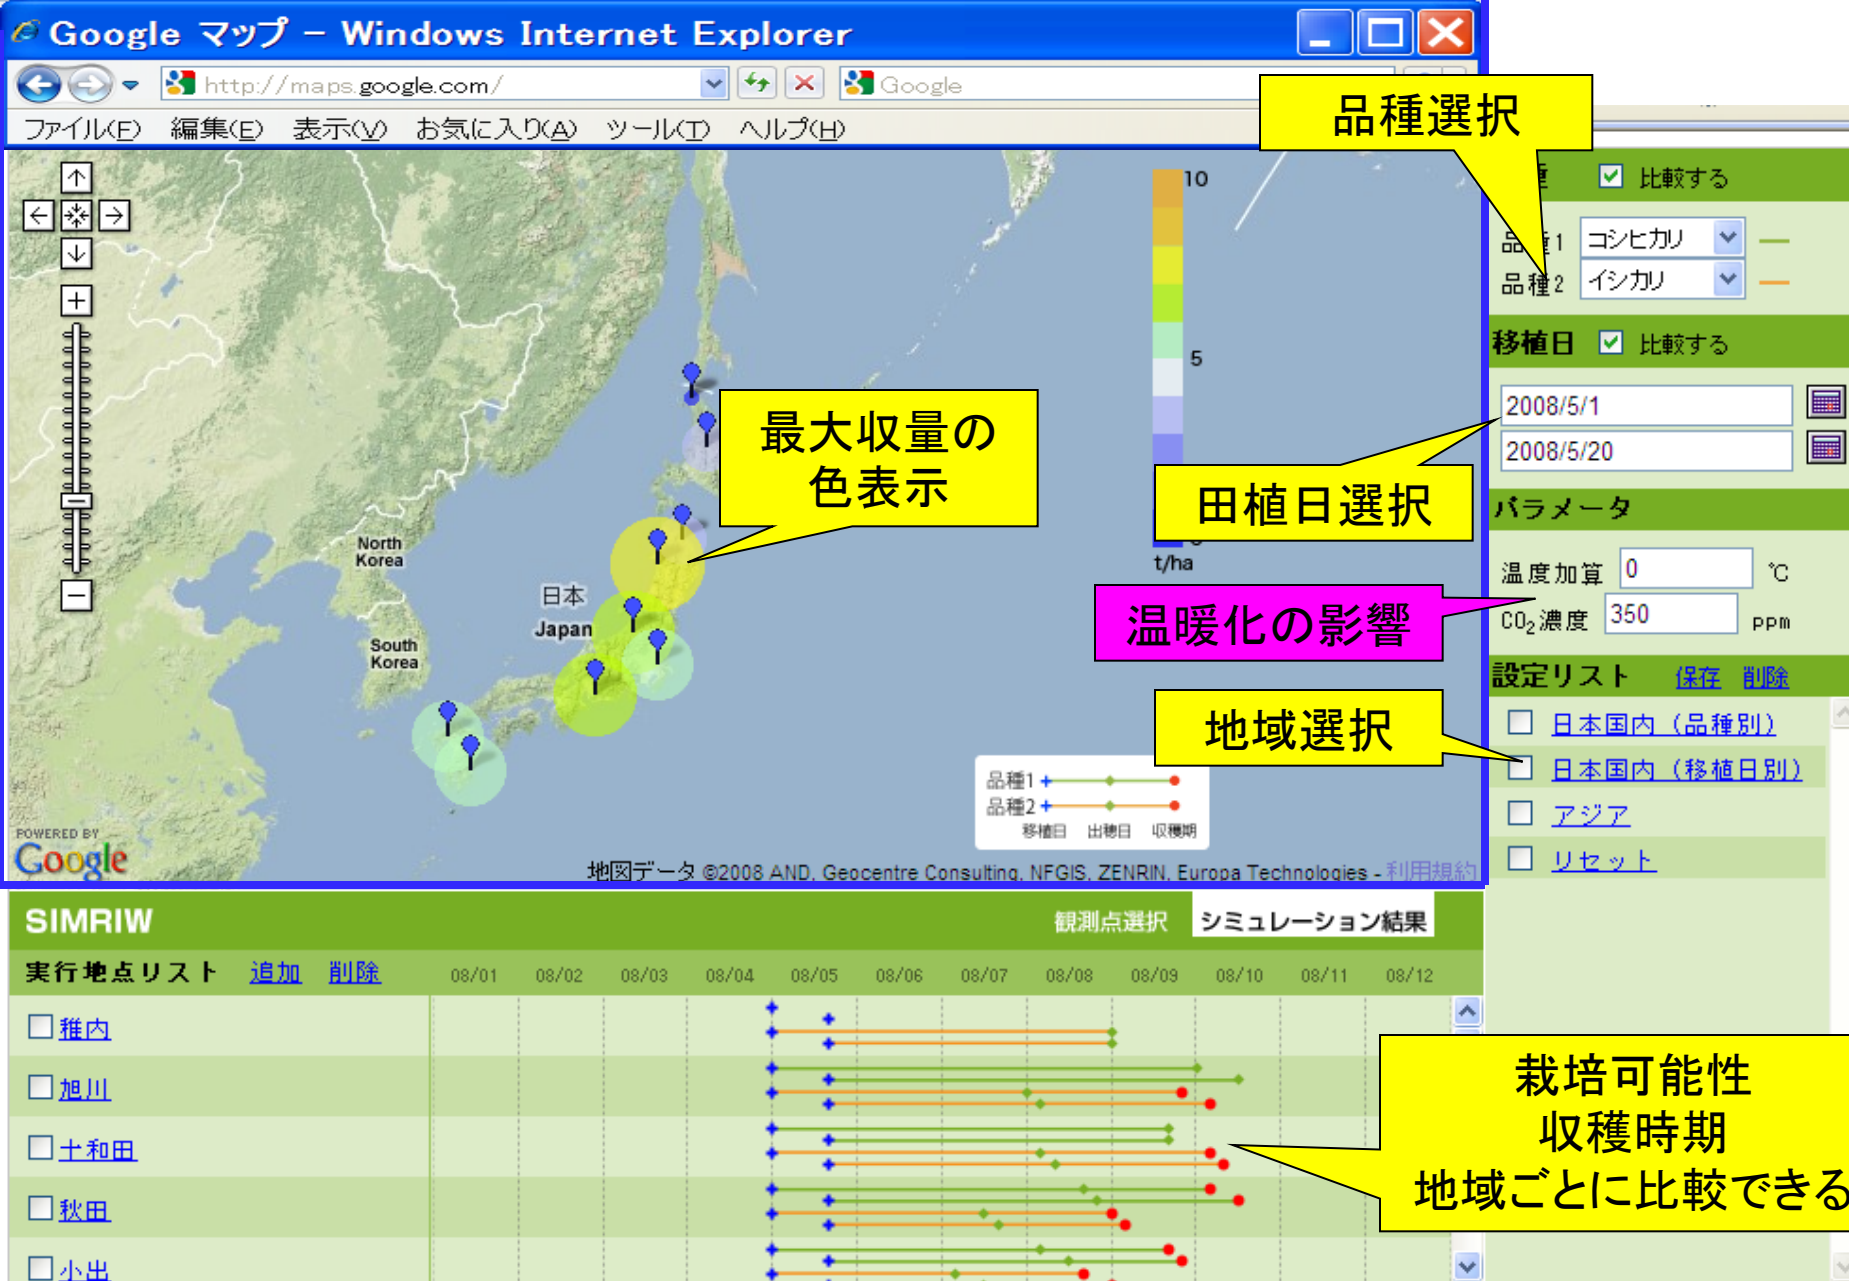 Google マップ - Windows Internet Explorer
http://maps.google.com/
Google
ファイル(F) 編集(E) 表示(V) お気に入り(A) ツール(T) ヘルプ(H)
品種選択
比較する
品種1 コシヒカリ
品種2 イシカリ
移植日 比較する
2008/5/1
2008/5/20
パラメータ
温度加算 0 ℃
CO2濃度 350 ppm
設定リスト 保存 削除
日本国内（品種別）
日本国内（移植日別）
アジア
リセット
10
5
t/ha
最大収量の
色表示
田植日選択
温暖化の影響
地域選択
North
Korea
South
Korea
日本
Japan
品種1
品種2
移植日 出穂日 収穫期
POWERED BY
Google
地図データ ©2008 AND, Geocentre Consulting, NFGIS, ZENRIN, Europa Technologies - 利用規約
SIMRIW
観測点選択 シミュレーション結果
実行地点リスト 追加 削除
08/01 08/02 08/03 08/04 08/05 08/06 08/07 08/08 08/09 08/10 08/11 08/12
稚内
旭川
十和田
秋田
小出
栽培可能性
収穫時期
地域ごとに比較できる